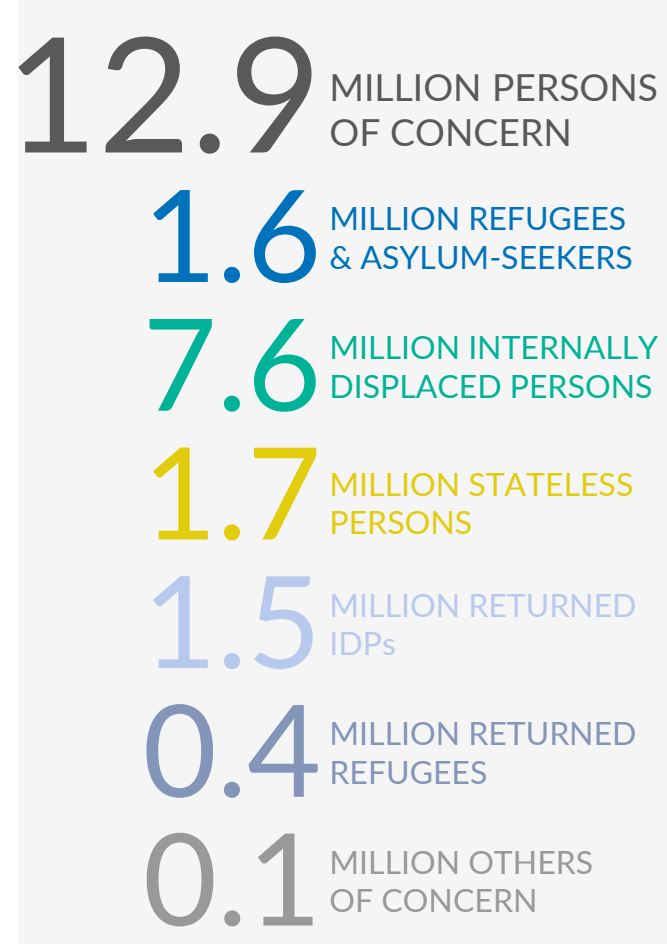 12.9 MILLION PERSONS
OF CONCERN
1.6 MILLION REFUGEES
& ASYLUM-SEEKERS
7.6 MILLION INTERNALLY
DISPLACED PERSONS
1.7 MILLION STATELESS
PERSONS
1.5 MILLION RETURNED
IDPs
0.4 MILLION RETURNED
REFUGEES
0.1 MILLION OTHERS
OF CONCERN